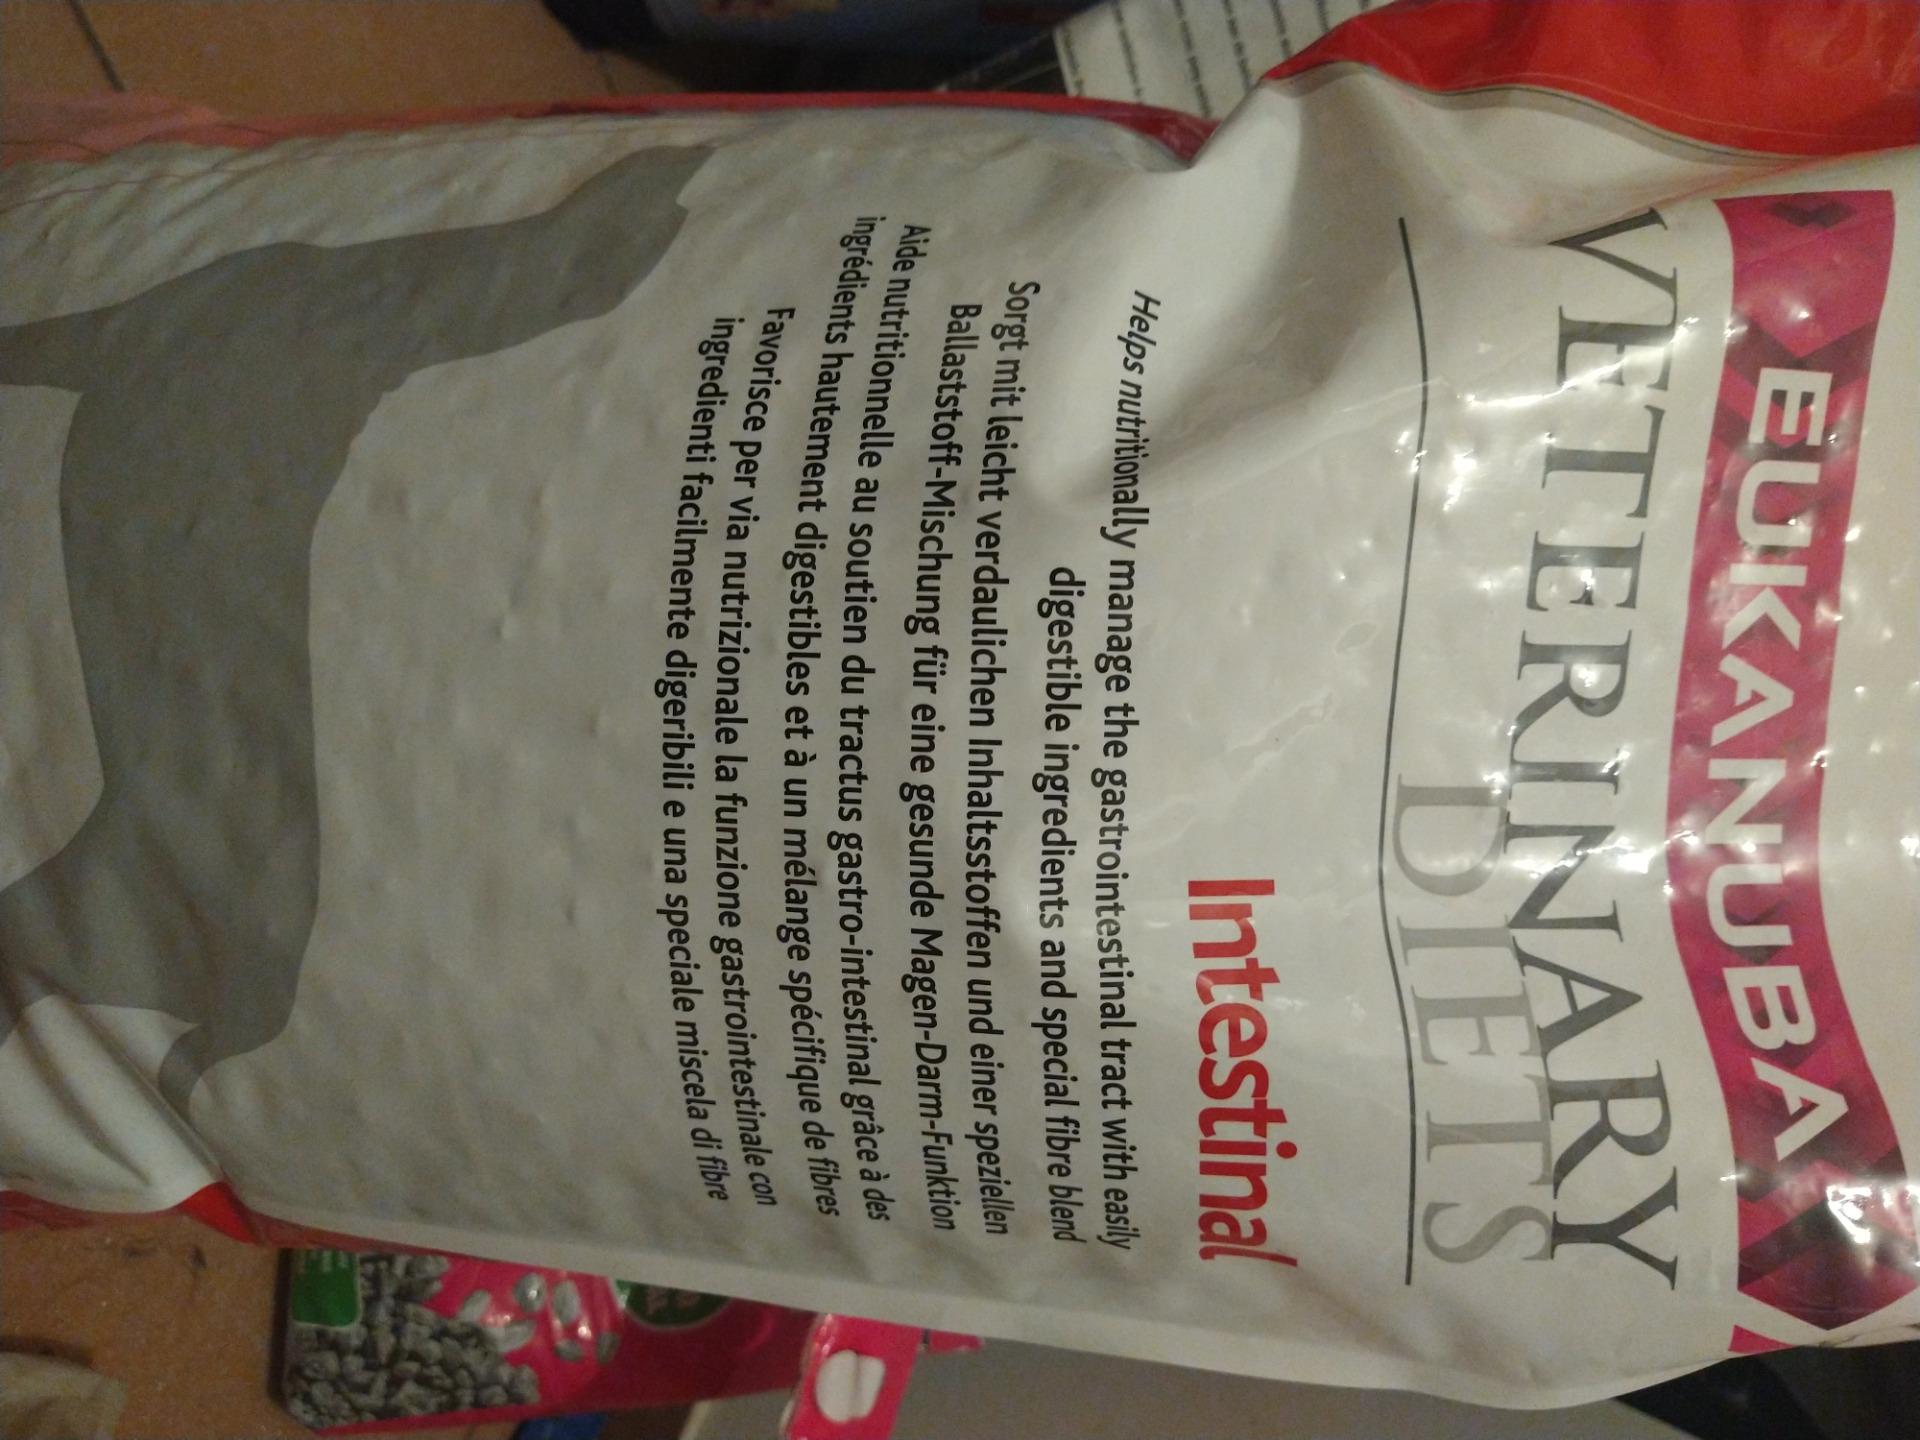 EUKANUBA
VETERINARY
DIETS
Intestinal
Helps nutritionally manage the gastrointestinal tract with easily
digestible ingredients and special fibre blend
Sorgt mit leicht verdaulichen Inhaltsstoffen und einer speziellen
Ballaststoff-Mischung für eine gesunde Magen-Darm-Funktion
Aide nutritionnelle au soutien du tractus gastro-intestinal grâce à des
ingrédients hautement digestibles et à un mélange spécifique de fibres
Favorisce per via nutrizionale la funzione gastrointestinale con
ingredienti facilmente digeribili e una speciale miscela di fibre